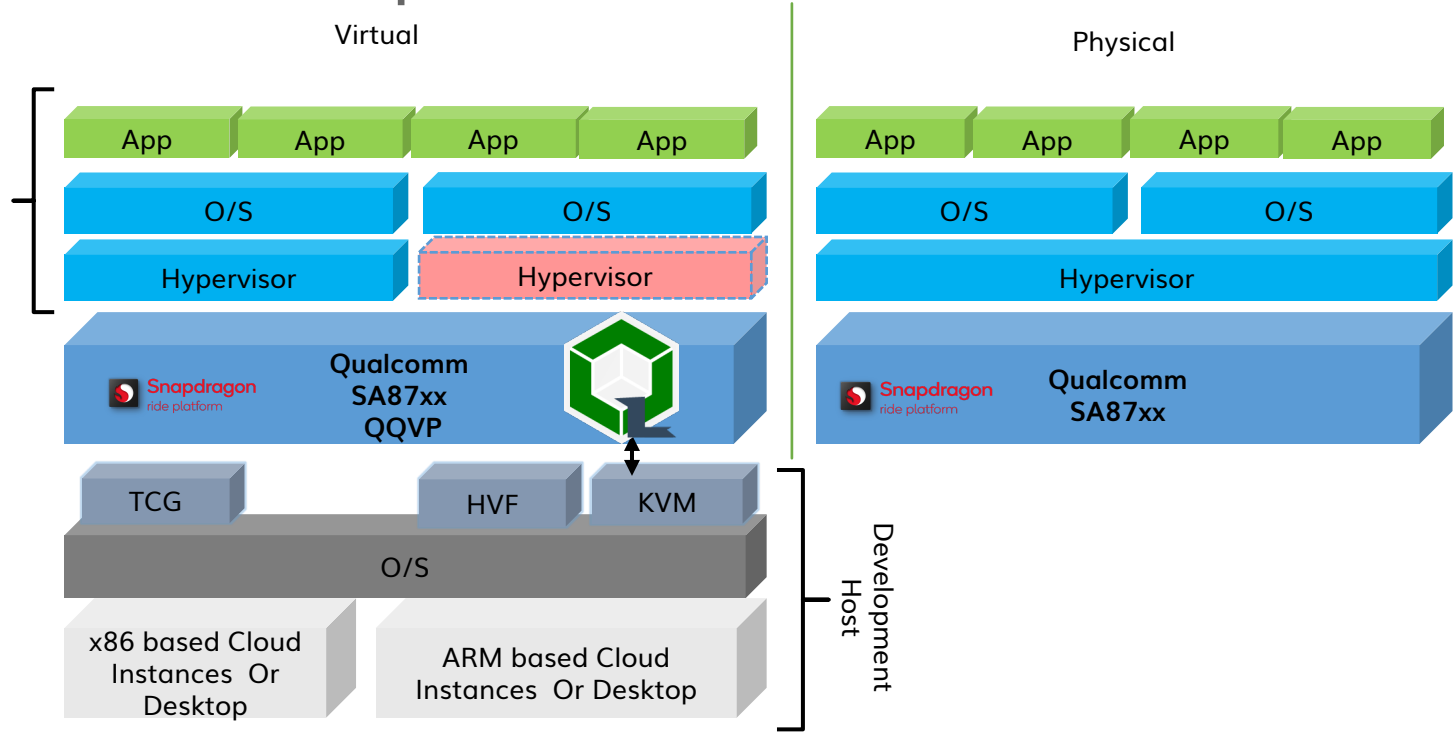 Virtual
Physical
App App App App
App App App App
O/S O/S
O/S O/S
Hypervisor Hypervisor
Hypervisor
Qualcomm
SA87xx
QQVP
Snapdragon
ride platform
Qualcomm
SA87xx
Snapdragon
ride platform
TCG HVF KVM
O/S
Development
Host
x86 based Cloud
Instances Or
Desktop
ARM based Cloud
Instances Or Desktop